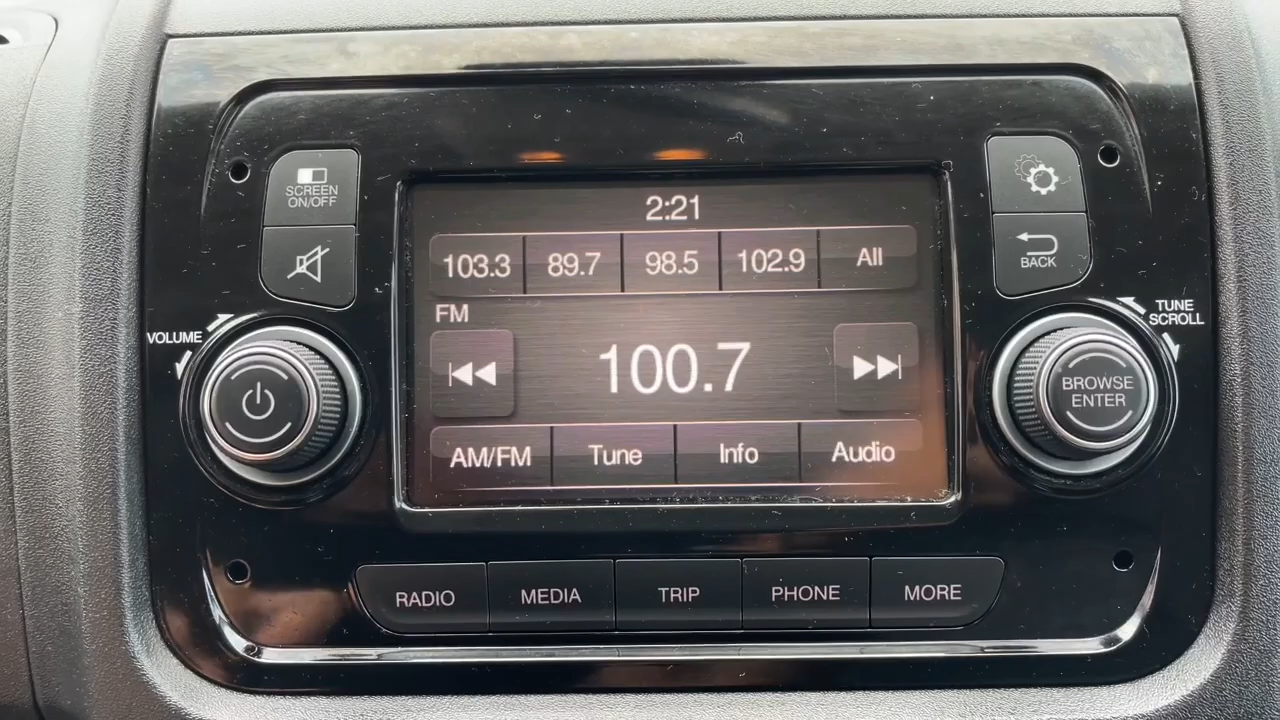 SCREEN
ON/OFF
2:21
103.3 89.7 98.5 102.9 All
BACK
FM
VOLUME
TUNE
SCROLL
100.7
BROWSE
ENTER
AM/FM Tune Info Audio
RADIO MEDIA TRIP PHONE MORE